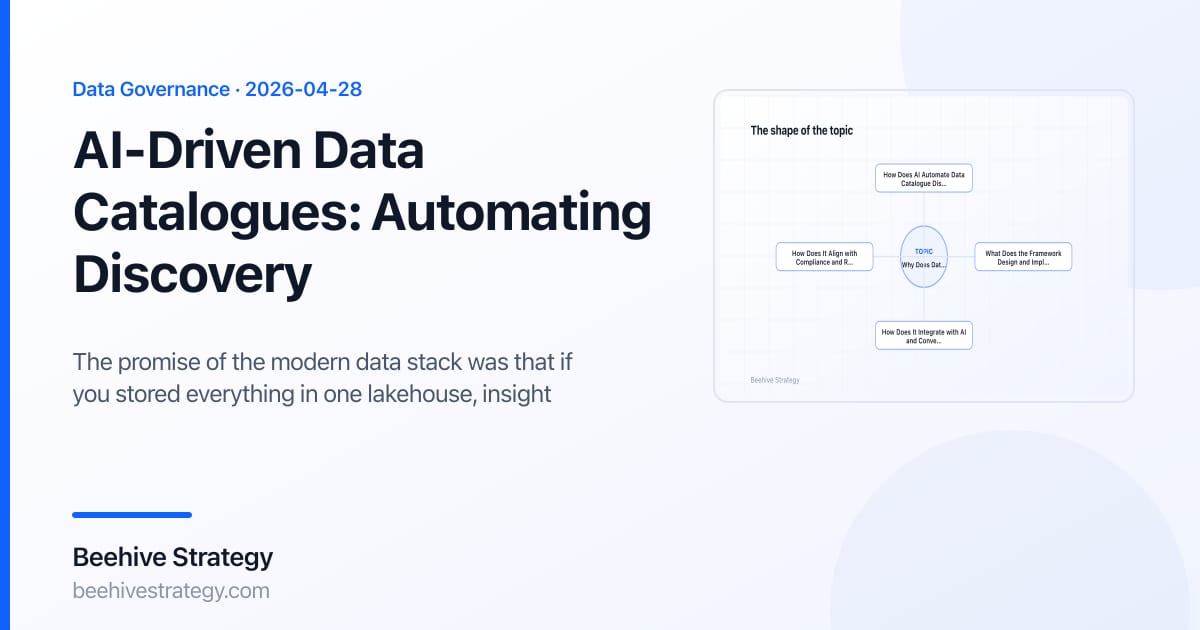 Data Governance · 2026-04-28
AI-Driven Data
Catalogues: Automating
Discovery
The promise of the modern data stack was that if
you stored everything in one lakehouse, insight
Beehive Strategy
beehivestrategy.com
The shape of the topic
How Does AI Automate Data
Catalogue Dis...
How Does It Align with
Compliance and R...
TOPIC
Why Does Dat...
What Does the Framework
Design and Impl...
How Does It Integrate with AI
and Conve...
Beehive Strategy